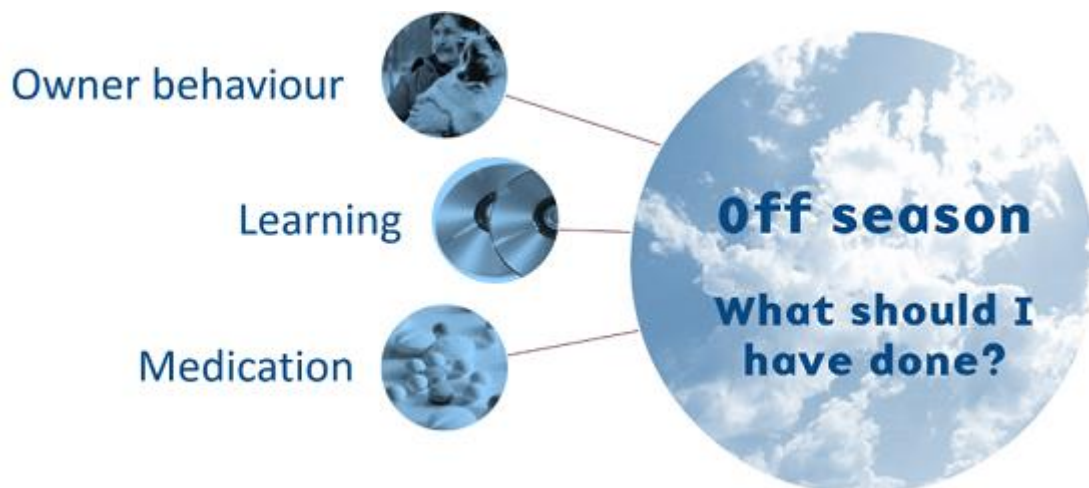 Owner behaviour
Learning
Medication
Off season
What should I
have done?